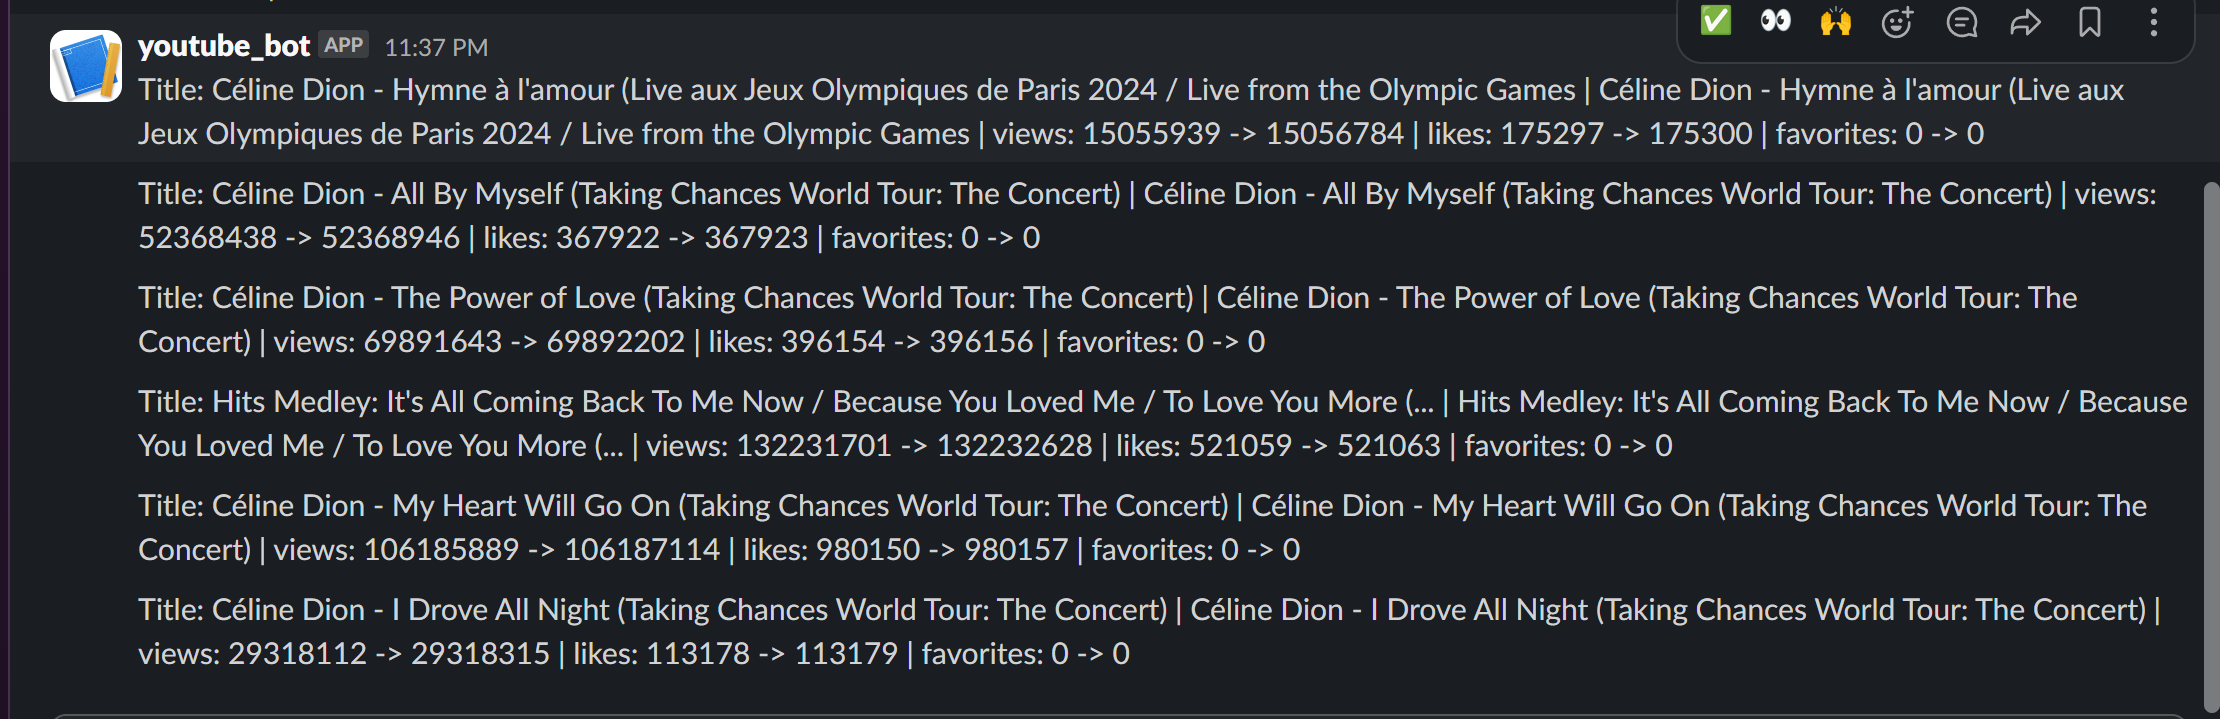 youtube_bot APP 11:37 PM
Title: Céline Dion - Hymne à l'amour (Live aux Jeux Olympiques de Paris 2024 / Live from the Olympic Games | Céline Dion - Hymne à l'amour (Live aux
Jeux Olympiques de Paris 2024 / Live from the Olympic Games | views: 15055939 -> 15056784 | likes: 175297 -> 175300 | favorites: 0 -> 0
Title: Céline Dion - All By Myself (Taking Chances World Tour: The Concert) | Céline Dion - All By Myself (Taking Chances World Tour: The Concert) | views:
52368438 -> 52368946 | likes: 367922 -> 367923 | favorites: 0 -> 0
Title: Céline Dion - The Power of Love (Taking Chances World Tour: The Concert) | Céline Dion - The Power of Love (Taking Chances World Tour: The
Concert) | views: 69891643 -> 69892202 | likes: 396154 -> 396156 | favorites: 0 -> 0
Title: Hits Medley: It's All Coming Back To Me Now / Because You Loved Me / To Love You More (... | Hits Medley: It's All Coming Back To Me Now / Because
You Loved Me / To Love You More (... | views: 132231701 -> 132232628 | likes: 521059 -> 521063 | favorites: 0 -> 0
Title: Céline Dion - My Heart Will Go On (Taking Chances World Tour: The Concert) | Céline Dion - My Heart Will Go On (Taking Chances World Tour: The
Concert) | views: 106185889 -> 106187114 | likes: 980150 -> 980157 | favorites: 0 -> 0
Title: Céline Dion - I Drove All Night (Taking Chances World Tour: The Concert) | Céline Dion - I Drove All Night (Taking Chances World Tour: The Concert) |
views: 29318112 -> 29318315 | likes: 113178 -> 113179 | favorites: 0 -> 0